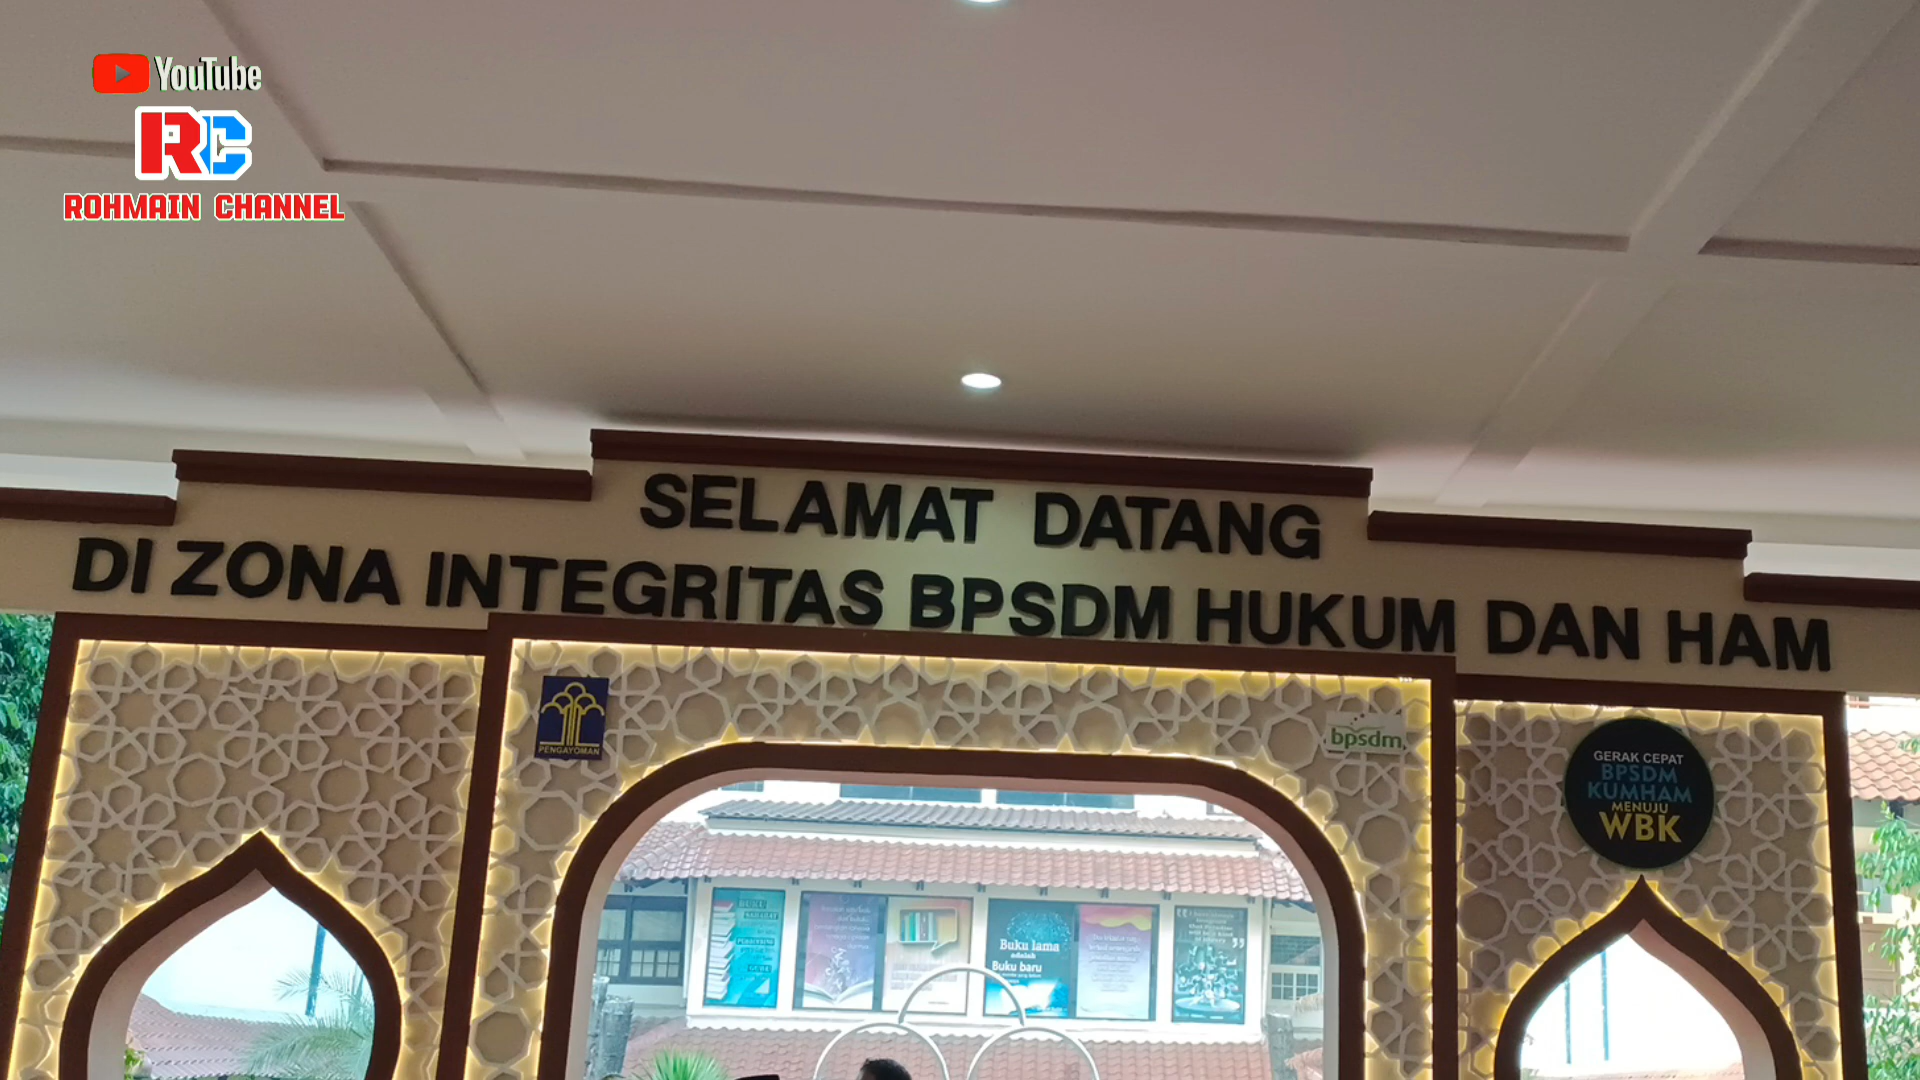 YouTube
RC
ROHMAIN CHANNEL
SELAMAT DATANG
DI ZONA INTEGRITAS BPSDM HUKUM DAN HAM
PENGAYOMAN
bpsdm
GERAK CEPAT
BPSDM
KUMHAM
MENUJU
WBK
BUKU
Buku lama
adalah
Buku baru